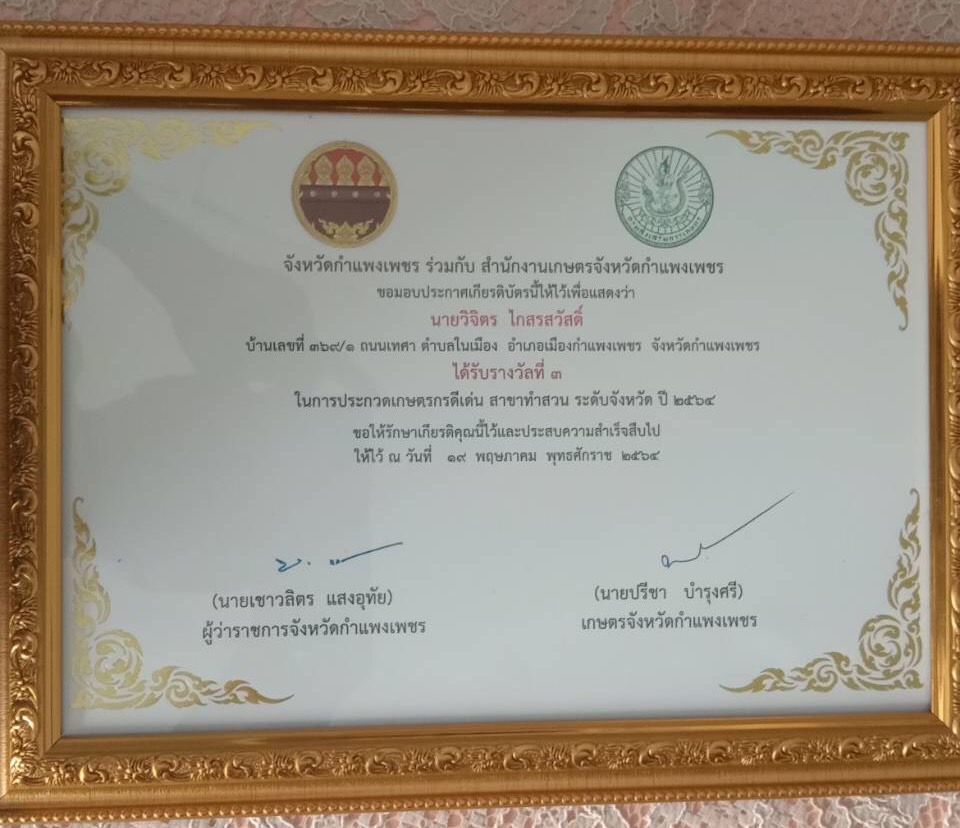 จังหวัดกำแพงเพชร ร่วมกับ สำนักงานเกษตรจังหวัดกำแพงเพชร
ขอมอบประกาศเกียรติบัตรนี้ให้ไว้เพื่อแสดงว่า
นายวิจิตร ไกสรสวัสดิ์
บ้านเลขที่ ๓๖๙/๑ ถนนเทศา ตำบลในเมือง อำเภอเมืองกำแพงเพชร จังหวัดกำแพงเพชร
ได้รับรางวัลที่ ๓
ในการประกวดเกษตรกรดีเด่น สาขาทำสวน ระดับจังหวัด ปี ๒๕๖๔
ขอให้รักษาเกียรติคุณนี้ไว้และประสบความสำเร็จสืบไป
ให้ไว้ ณ วันที่ ๑๙ พฤษภาคม พุทธศักราช ๒๕๖๔
(นายเชาวลิตร แสงอุทัย)
ผู้ว่าราชการจังหวัดกำแพงเพชร
(นายปรีชา บำรุงศรี)
เกษตรจังหวัดกำแพงเพชร